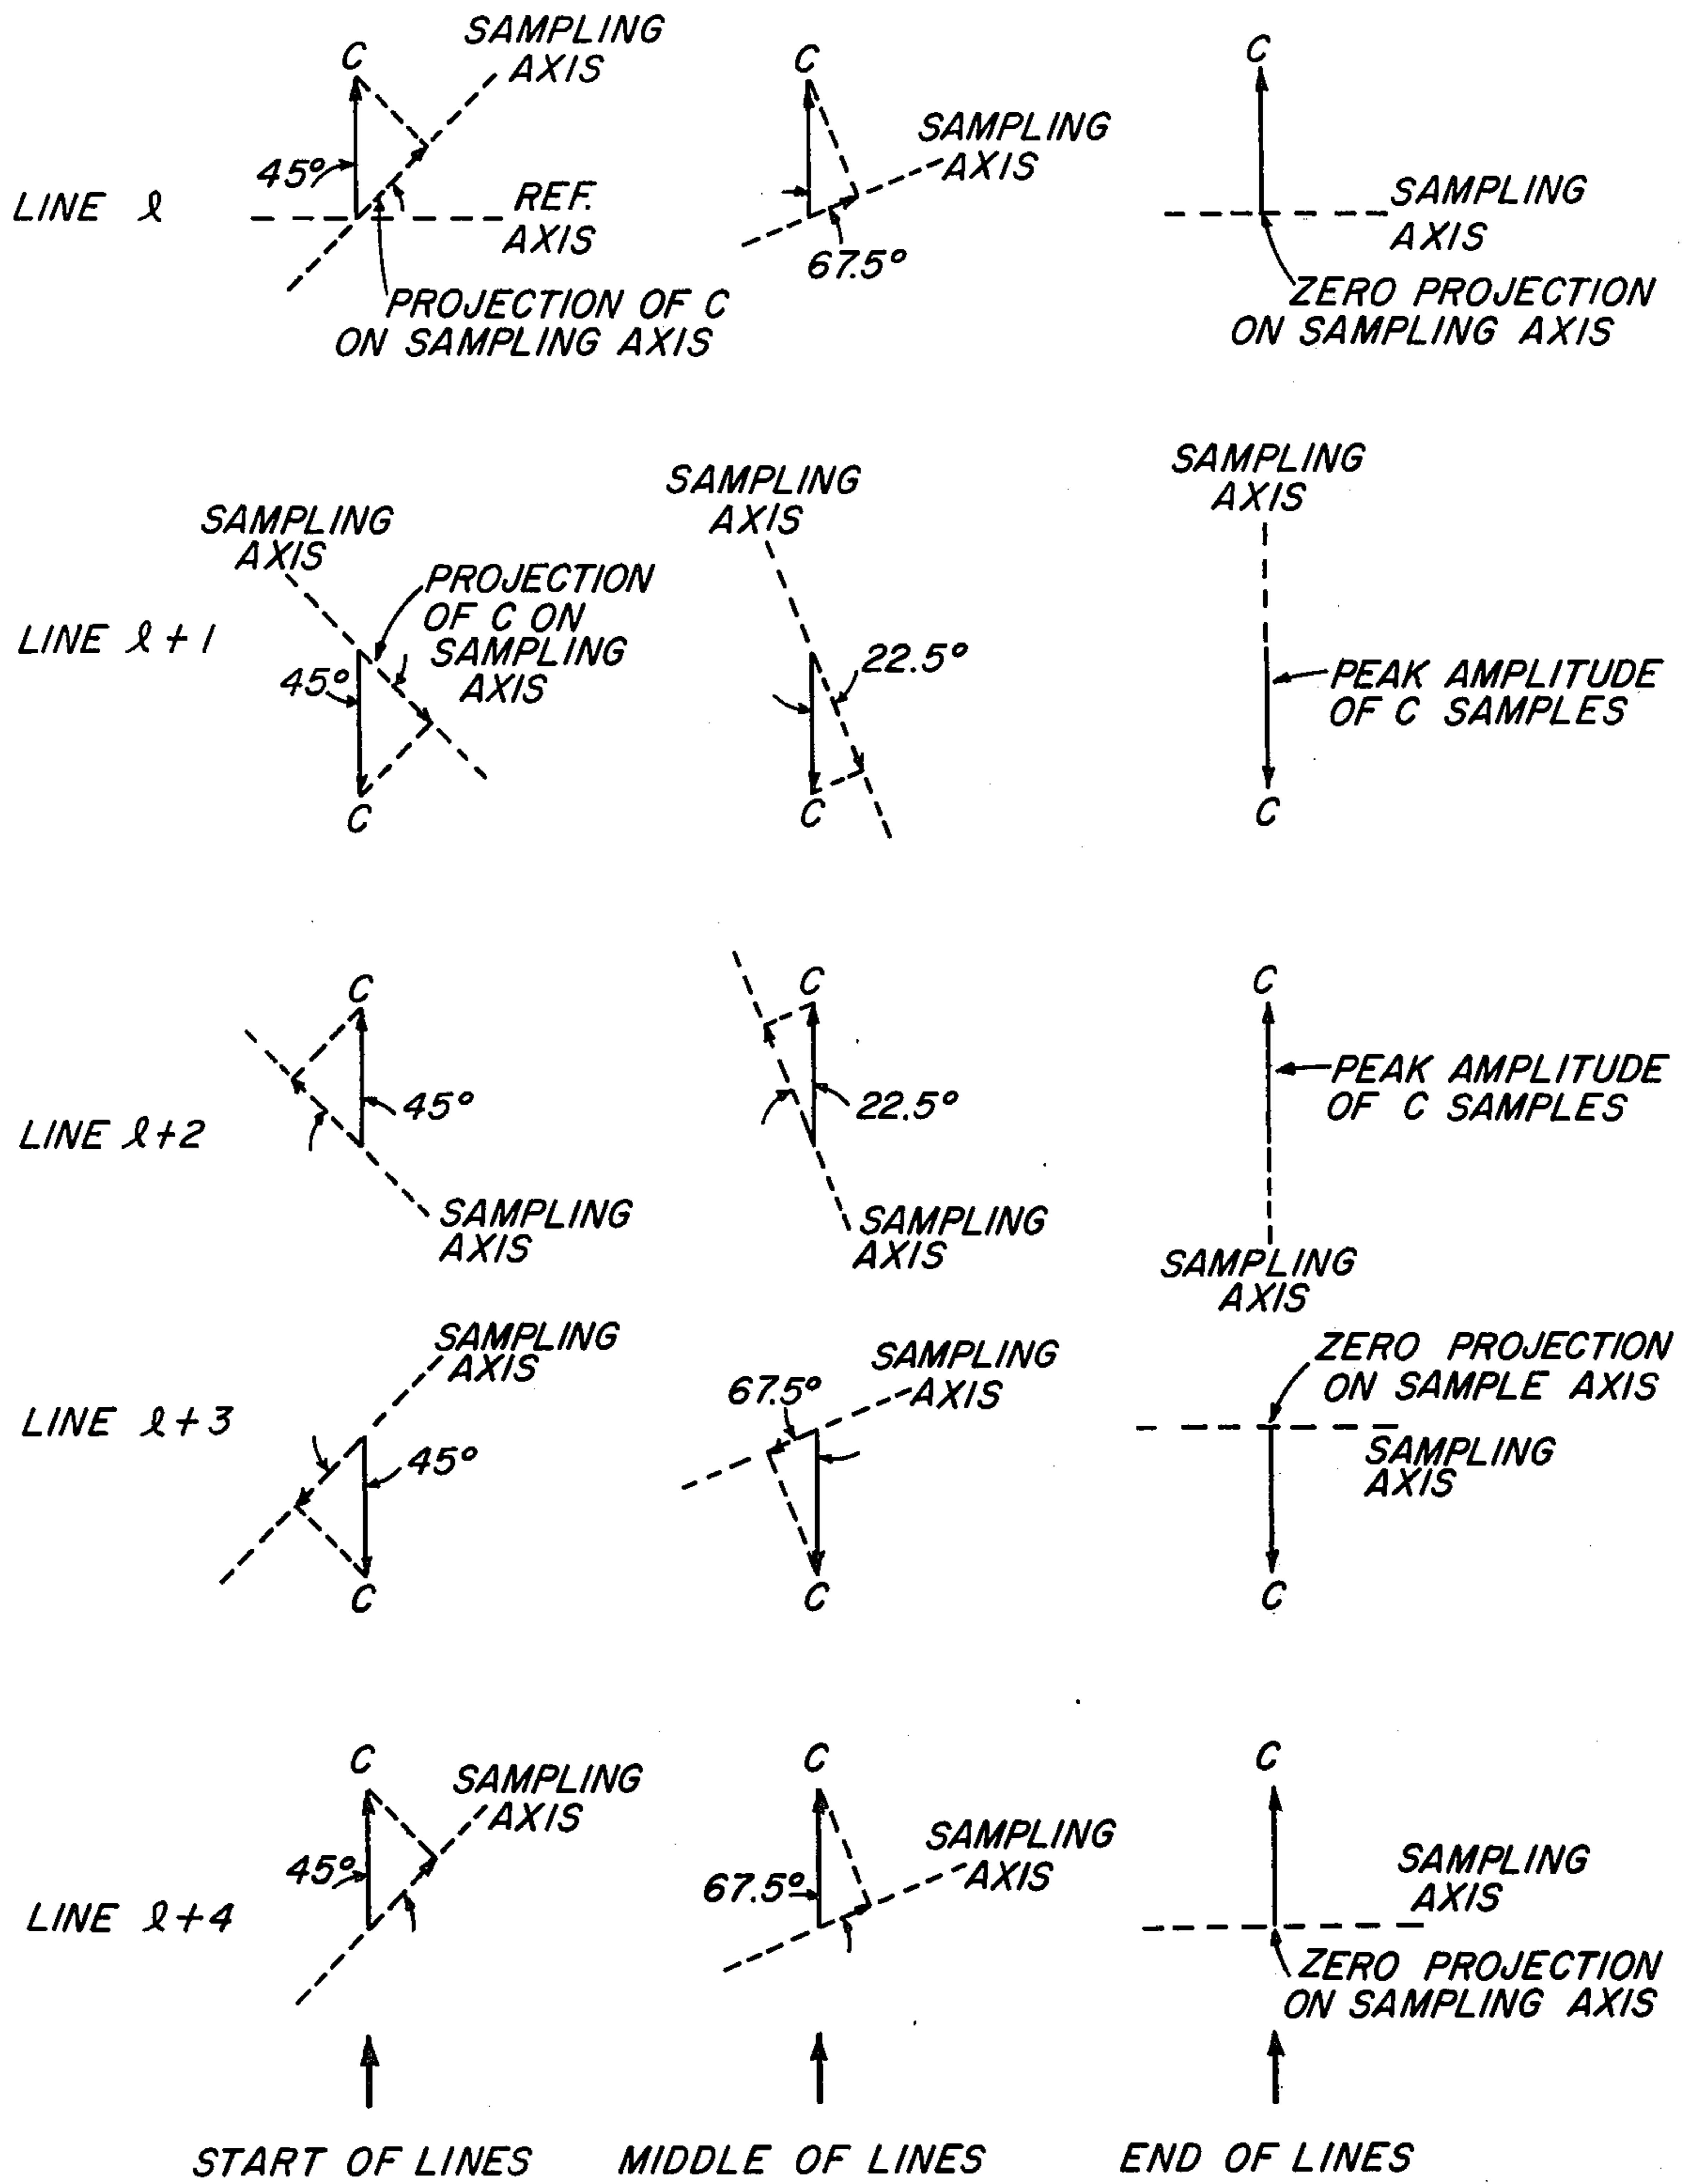 C
SAMPLING
AXIS
45°
REF.
AXIS
LINE ℓ
PROJECTION OF C
ON SAMPLING AXIS
C
SAMPLING
AXIS
67.5°
C
SAMPLING
AXIS
ZERO PROJECTION
ON SAMPLING AXIS
LINE ℓ+1
SAMPLING
AXIS
PROJECTION
OF C ON
SAMPLING
AXIS
45°
C
SAMPLING
AXIS
22.5°
C
SAMPLING
AXIS
PEAK AMPLITUDE
OF C SAMPLES
C
LINE ℓ+2
C
45°
SAMPLING
AXIS
C
22.5°
SAMPLING
AXIS
C
PEAK AMPLITUDE
OF C SAMPLES
SAMPLING
AXIS
LINE ℓ+3
SAMPLING
AXIS
45°
C
67.5°
SAMPLING
AXIS
C
ZERO PROJECTION
ON SAMPLE AXIS
SAMPLING
AXIS
C
LINE ℓ+4
C
SAMPLING
AXIS
45°
C
SAMPLING
AXIS
67.5°
C
SAMPLING
AXIS
ZERO PROJECTION
ON SAMPLING AXIS
START OF LINES
MIDDLE OF LINES
END OF LINES